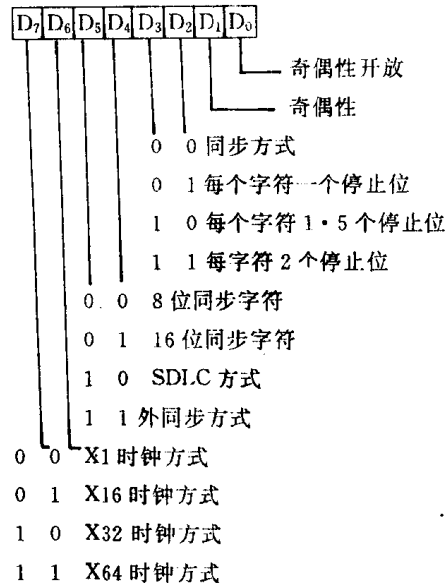 D7 D6 D5 D4 D3 D2 D1 D0
奇偶性开放
奇偶性
0 0 同步方式
0 1 每个字符一个停止位
1 0 每个字符 1·5 个停止位
1 1 每字符 2 个停止位
0 0 8 位同步字符
0 1 16 位同步字符
1 0 SDLC 方式
1 1 外同步方式
0 0 X1 时钟方式
0 1 X16 时钟方式
1 0 X32 时钟方式
1 1 X64 时钟方式